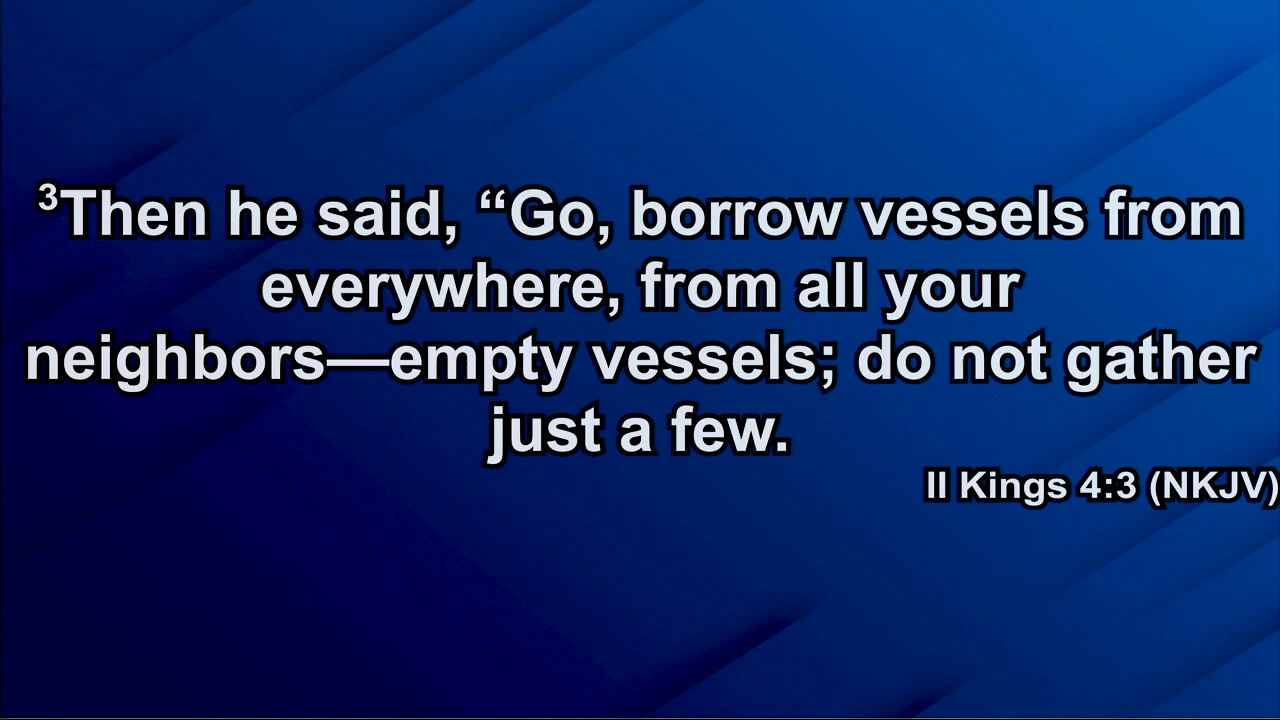 ³Then he said, “Go, borrow vessels from
everywhere, from all your
neighbors—empty vessels; do not gather
just a few.
II Kings 4:3 (NKJV)